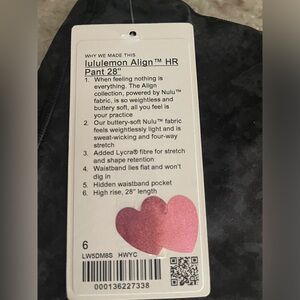 WHY WE MADE THIS
lululemon Align™ HR
Pant 28"
1. When feeling nothing is
everything. The Align
collection, powered by Nulu™
fabric, is so weightless and
buttery soft, all you feel is
your practice
2. Our buttery-soft Nulu™ fabric
feels weightlessly light and is
sweat-wicking and four-way
stretch
3. Added Lycra® fibre for stretch
and shape retention
4. Waistband lies flat and won't
dig in
5. Hidden waistband pocket
6. High rise, 28" length
6
LW5DM8S HWYC
000136227338